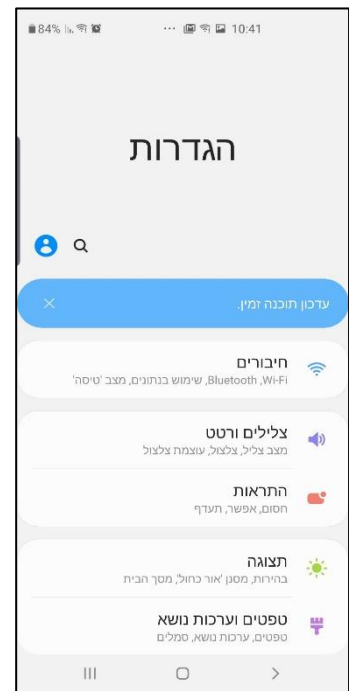 84% 10:41
הגדרות
עדכון תוכנה זמין.
חיבורים
Wi-Fi, Bluetooth, שימוש בנתונים, מצב 'טיסה'
צלילים ורטט
מצב צליל, צלצול, עוצמת צלצול
התראות
חסום, אפשר, תעדף
תצוגה
בהירות, מסנן 'אור כחול', מסך הבית
טפטים וערכות נושא
טפטים, ערכות נושא, סמלים